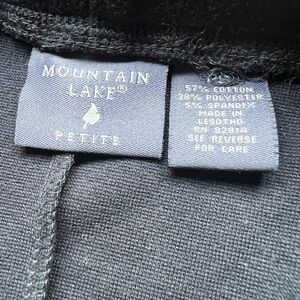 MOUNTAIN
LAKE®
PETITE
57% COTTON
38% POLYESTER
5% SPANDEX
MADE IN
LESOTHO
RN 82814
SEE REVERSE
FOR CARE